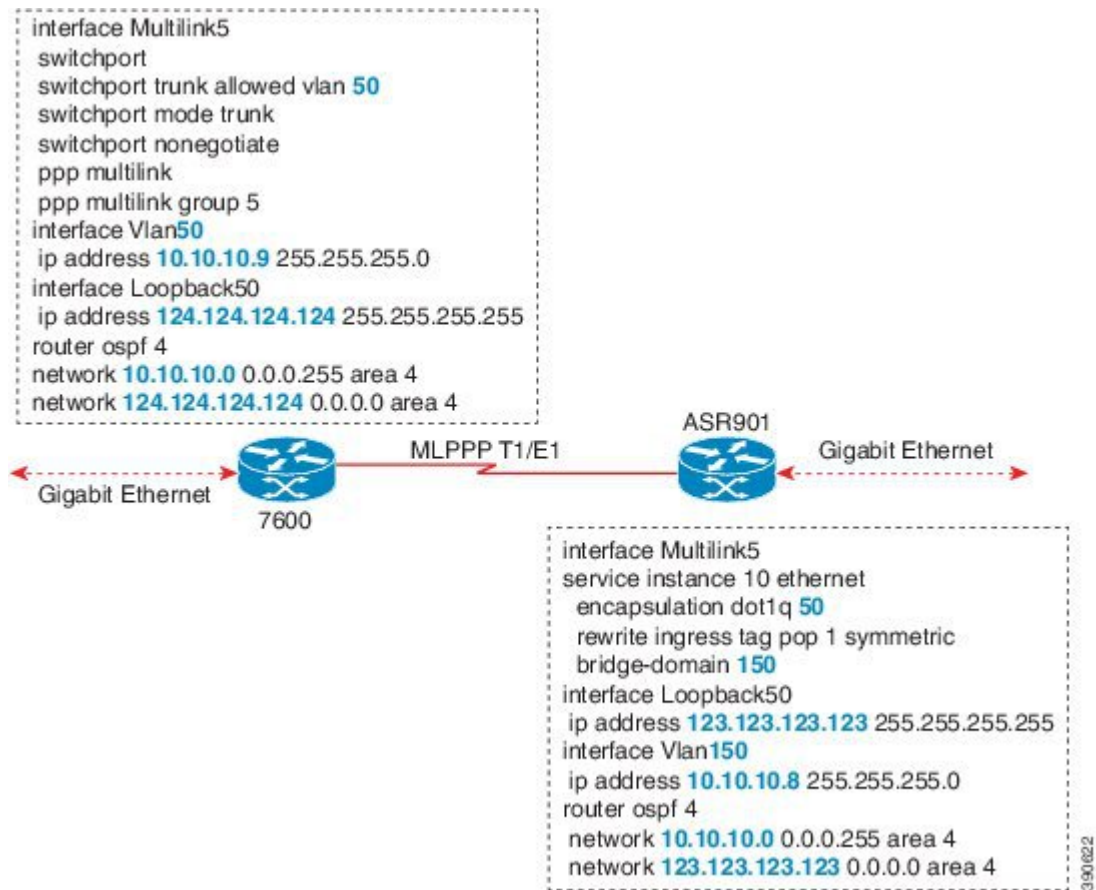 interface Multilink5
switchport
switchport trunk allowed vlan 50
switchport mode trunk
switchport nonegotiate
ppp multilink
ppp multilink group 5
interface Vlan50
ip address 10.10.10.9 255.255.255.0
interface Loopback50
ip address 124.124.124.124 255.255.255.255
router ospf 4
network 10.10.10.0 0.0.0.255 area 4
network 124.124.124.124 0.0.0.0 area 4
Gigabit Ethernet
7600
MLPPP T1/E1
ASR901
Gigabit Ethernet
interface Multilink5
service instance 10 ethernet
encapsulation dot1q 50
rewrite ingress tag pop 1 symmetric
bridge-domain 150
interface Loopback50
ip address 123.123.123.123 255.255.255.255
interface Vlan150
ip address 10.10.10.8 255.255.255.0
router ospf 4
network 10.10.10.0 0.0.0.255 area 4
network 123.123.123.123 0.0.0.0 area 4
390622